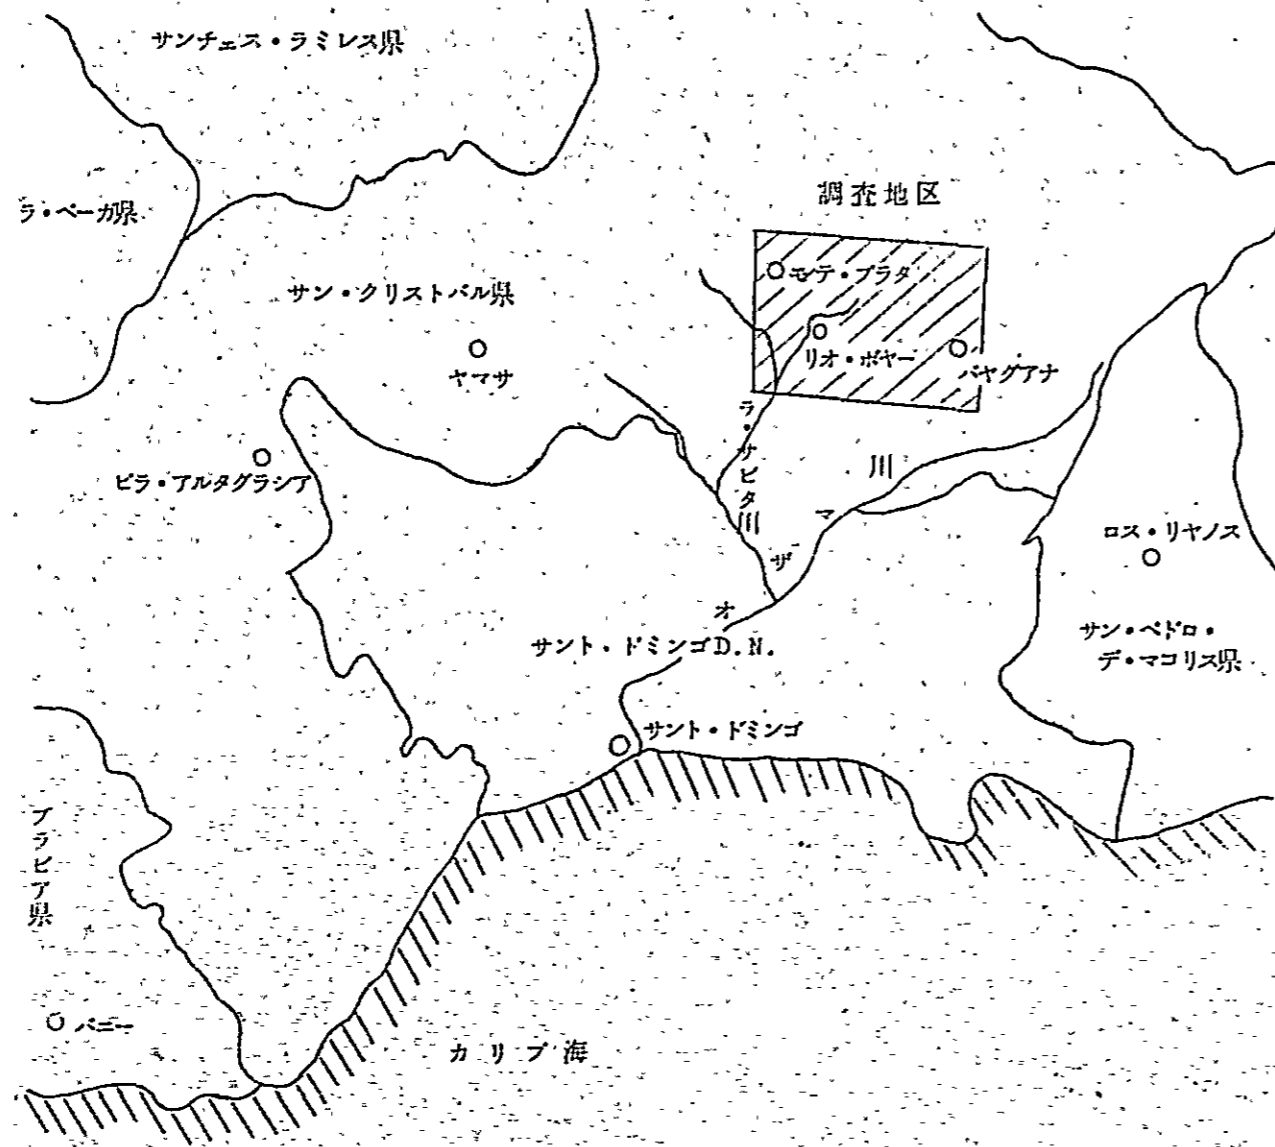 サンチェス・ラミレス県
調査地区
ラ・ベーガ県
モンテ・プラタ
サン・クリストバル県
リオ・ボヤー
バヤグアナ
ヤマサ
ラ・サビタ川
ビラ・アルタグラシア
オザマ川
ロス・リヤノス
サン・ペドロ・
デ・マコリス県
サント・ドミンゴD.N.
サント・ドミンゴ
プラビア県
バニー
カリブ海